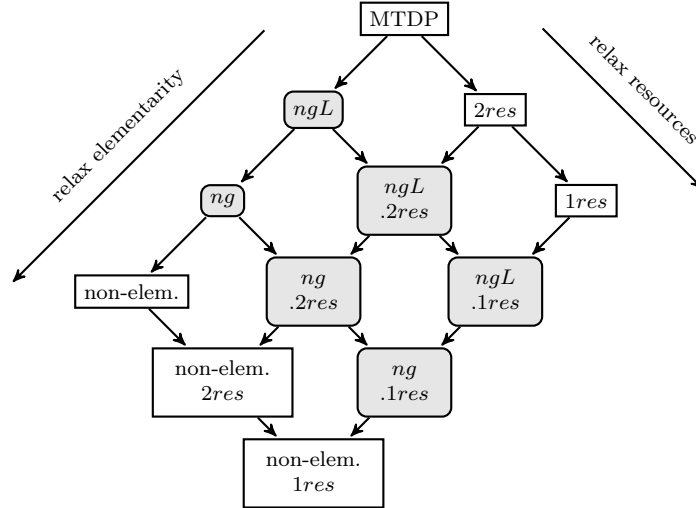 MTDP
relax elementarity
relax resources
ngL
2res
ng
ngL
.2res
1res
non-elem.
ng
.2res
ngL
.1res
non-elem.
2res
ng
.1res
non-elem.
1res